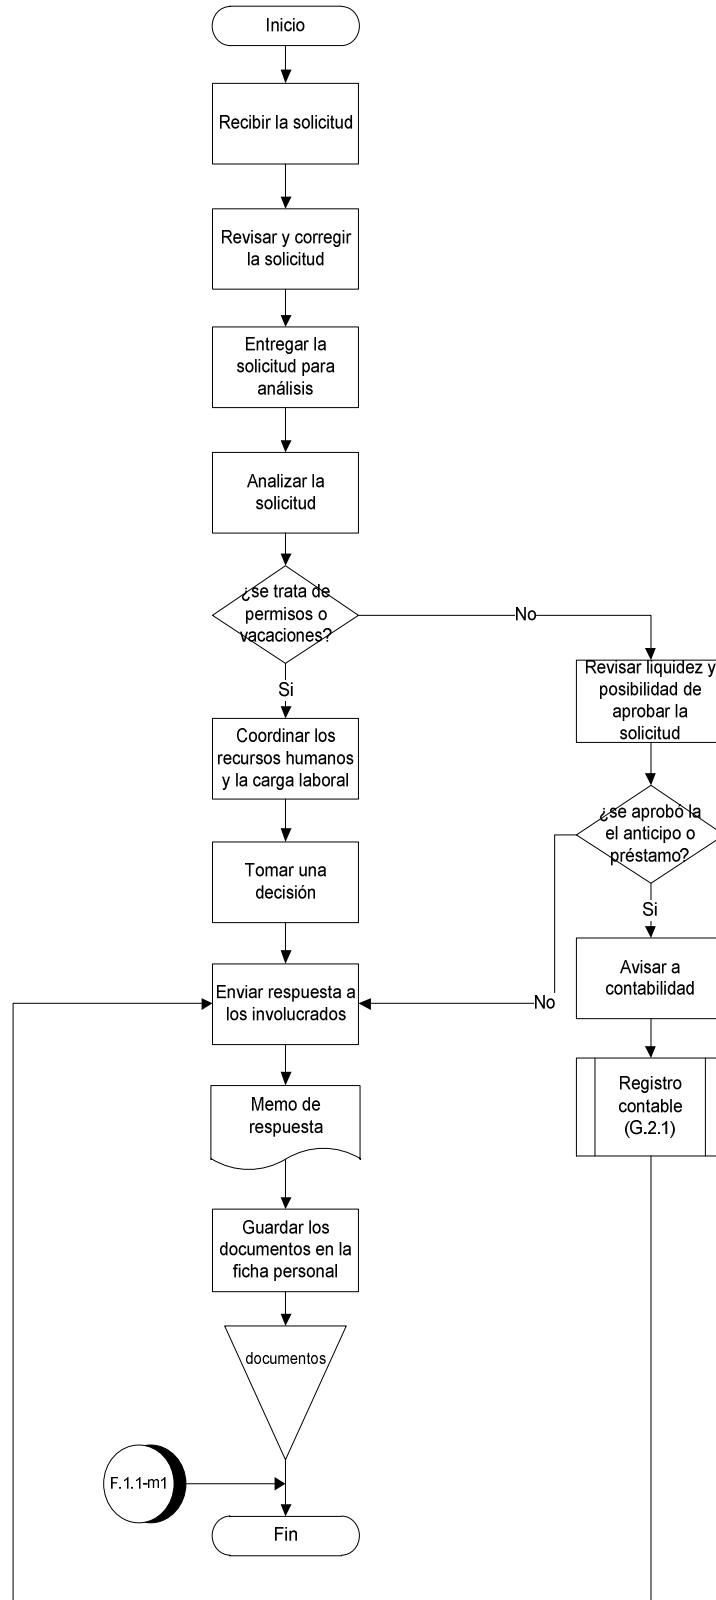 Inicio
Recibir la solicitud
Revisar y corregir
la solicitud
Entregar la
solicitud para
análisis
Analizar la
solicitud
¿se trata de
permisos o
vacaciones?
No
Si
Revisar liquidez y
posibilidad de
aprobar la
solicitud
Coordinar los
recursos humanos
y la carga laboral
¿se aprobó la
el anticipo o
préstamo?
Tomar una
decisión
Si
Avisar a
contabilidad
Enviar respuesta a
los involucrados
No
Registro
contable
(G.2.1)
Memo de
respuesta
Guardar los
documentos en la
ficha personal
documentos
F.1.1-m1
Fin